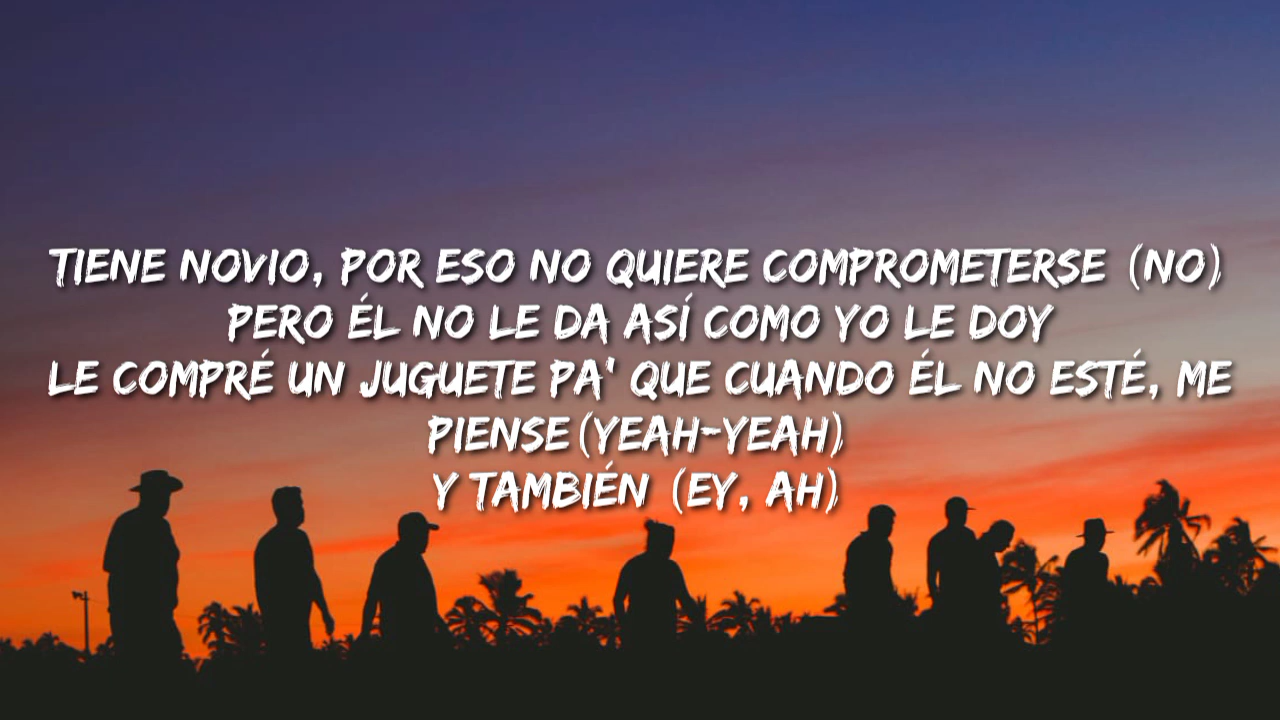 TIENE NOVIO, POR ESO NO QUIERE COMPROMETERSE (NO)
PERO ÉL NO LE DA ASÍ COMO YO LE DOY
LE COMPRÉ UN JUGUETE PA' QUE CUANDO ÉL NO ESTÉ, ME
PIENSE (YEAH-YEAH)
Y TAMBIÉN (EY, AH)